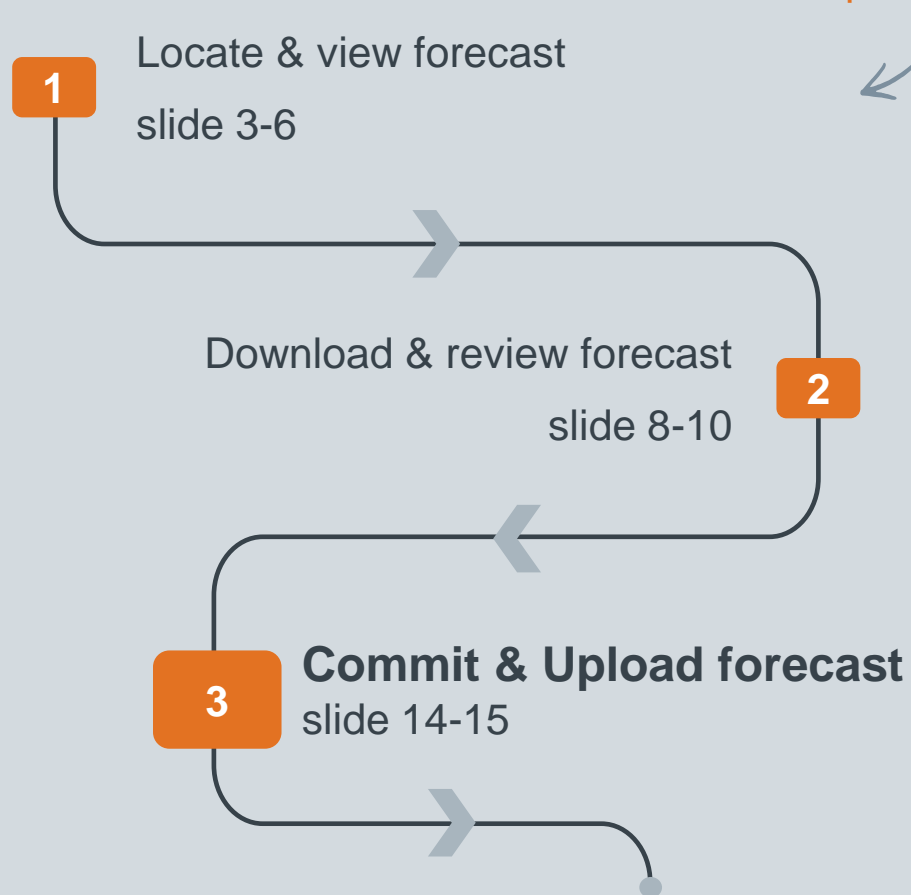 1
Locate & view forecast
slide 3-6
Download & review forecast
slide 8-10
2
3
Commit & Upload forecast
slide 14-15